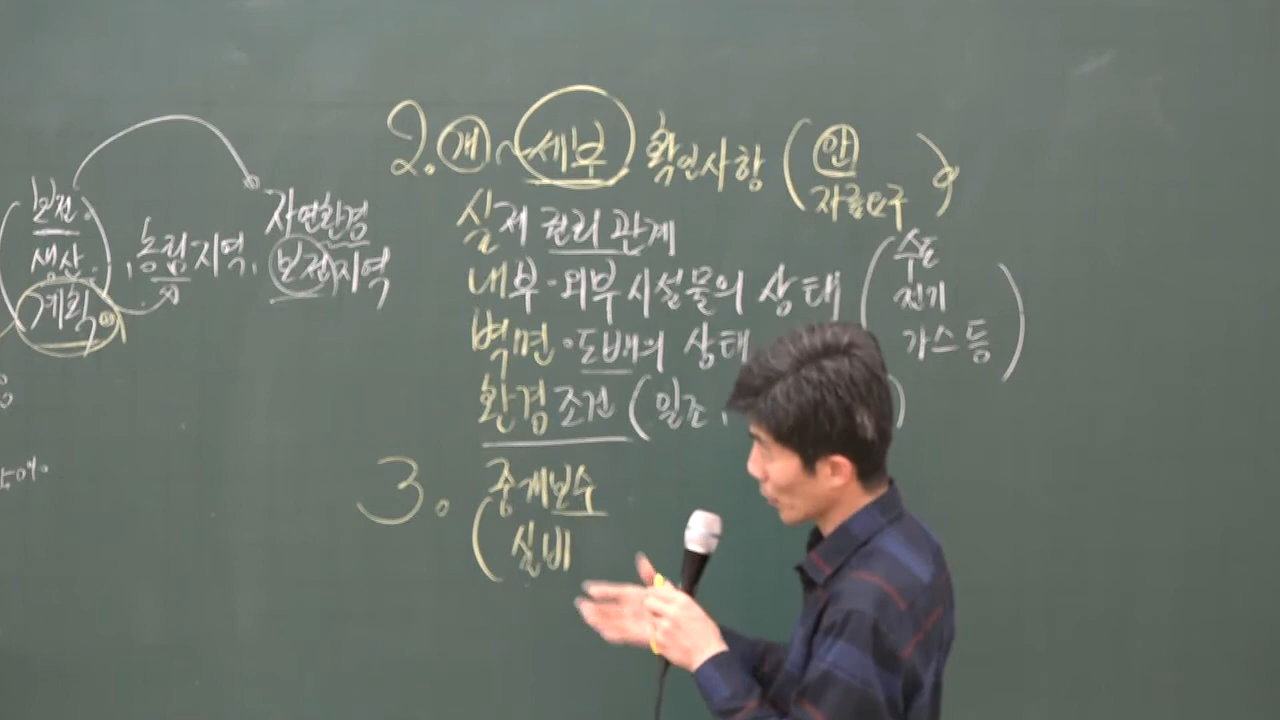 2. 개 ~ 세부 확인사항 (안
자료요구)
실제 권리 관계
내부·외부 시설물의 상태 (수도
전기
가스 등)
벽면·도배의 상태
환경조건 (일조,
3. 중개보수
(실비
(보전.
생산.
계획)
, 농림지역,
자연환경
보전지역
50%